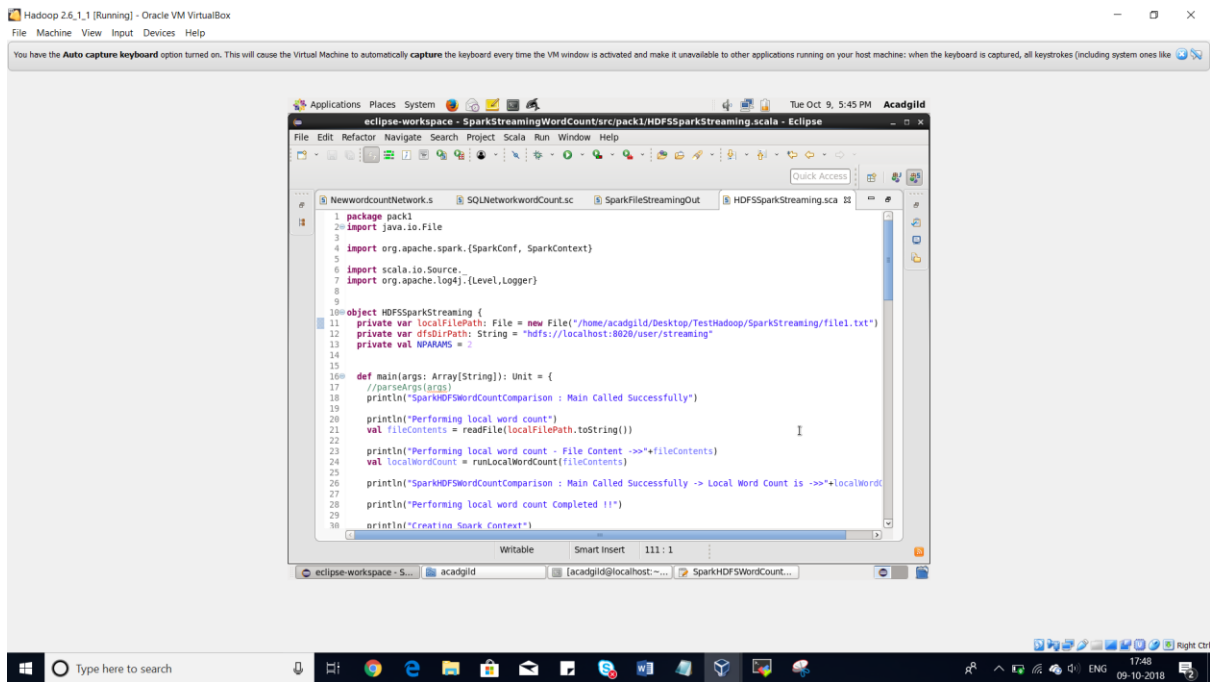 Hadoop 2.6_1_1 [Running] - Oracle VM VirtualBox
File Machine View Input Devices Help
You have the Auto capture keyboard option turned on. This will cause the Virtual Machine to automatically capture the keyboard every time the VM window is activated and make it unavailable to other applications running on your host machine: when the keyboard is captured, all keystrokes (including system ones like
Applications Places System Tue Oct 9, 5:45 PM Acadgild
eclipse-workspace - SparkStreamingWordCount/src/pack1/HDFSSparkStreaming.scala - Eclipse
File Edit Refactor Navigate Search Project Scala Run Window Help
Quick Access
NewwordcountNetwork.s SQLNetworkwordCount.sc SparkFileStreamingOut HDFSSparkStreaming.sca
1 package pack1
2 import java.io.File
3
4 import org.apache.spark.{SparkConf, SparkContext}
5
6 import scala.io.Source._
7 import org.apache.log4j.{Level,Logger}
8
9
10 object HDFSSparkStreaming {
11 private var localFilePath: File = new File("/home/acadgild/Desktop/TestHadoop/SparkStreaming/file1.txt")
12 private var dfsDirPath: String = "hdfs://localhost:8020/user/streaming"
13 private val NPARAMS = 2
14
15
16 def main(args: Array[String]): Unit = {
17 //parseArgs(args)
18 println("SparkHDFSWordCountComparison : Main Called Successfully")
19
20 println("Performing local word count")
21 val fileContents = readFile(localFilePath.toString())
22
23 println("Performing local word count - File Content ->>"+fileContents)
24 val localWordCount = runLocalWordCount(fileContents)
25
26 println("SparkHDFSWordCountComparison : Main Called Successfully -> Local Word Count is ->>"+localWordC
27
28 println("Performing local word count Completed !!")
29
30 println("Creating Spark Context")
Writable Smart Insert 111 : 1
eclipse-workspace - S... acadgild [acadgild@localhost:~... SparkHDFSWordCount...
Right Ctrl
Type here to search ENG 17:48
09-10-2018